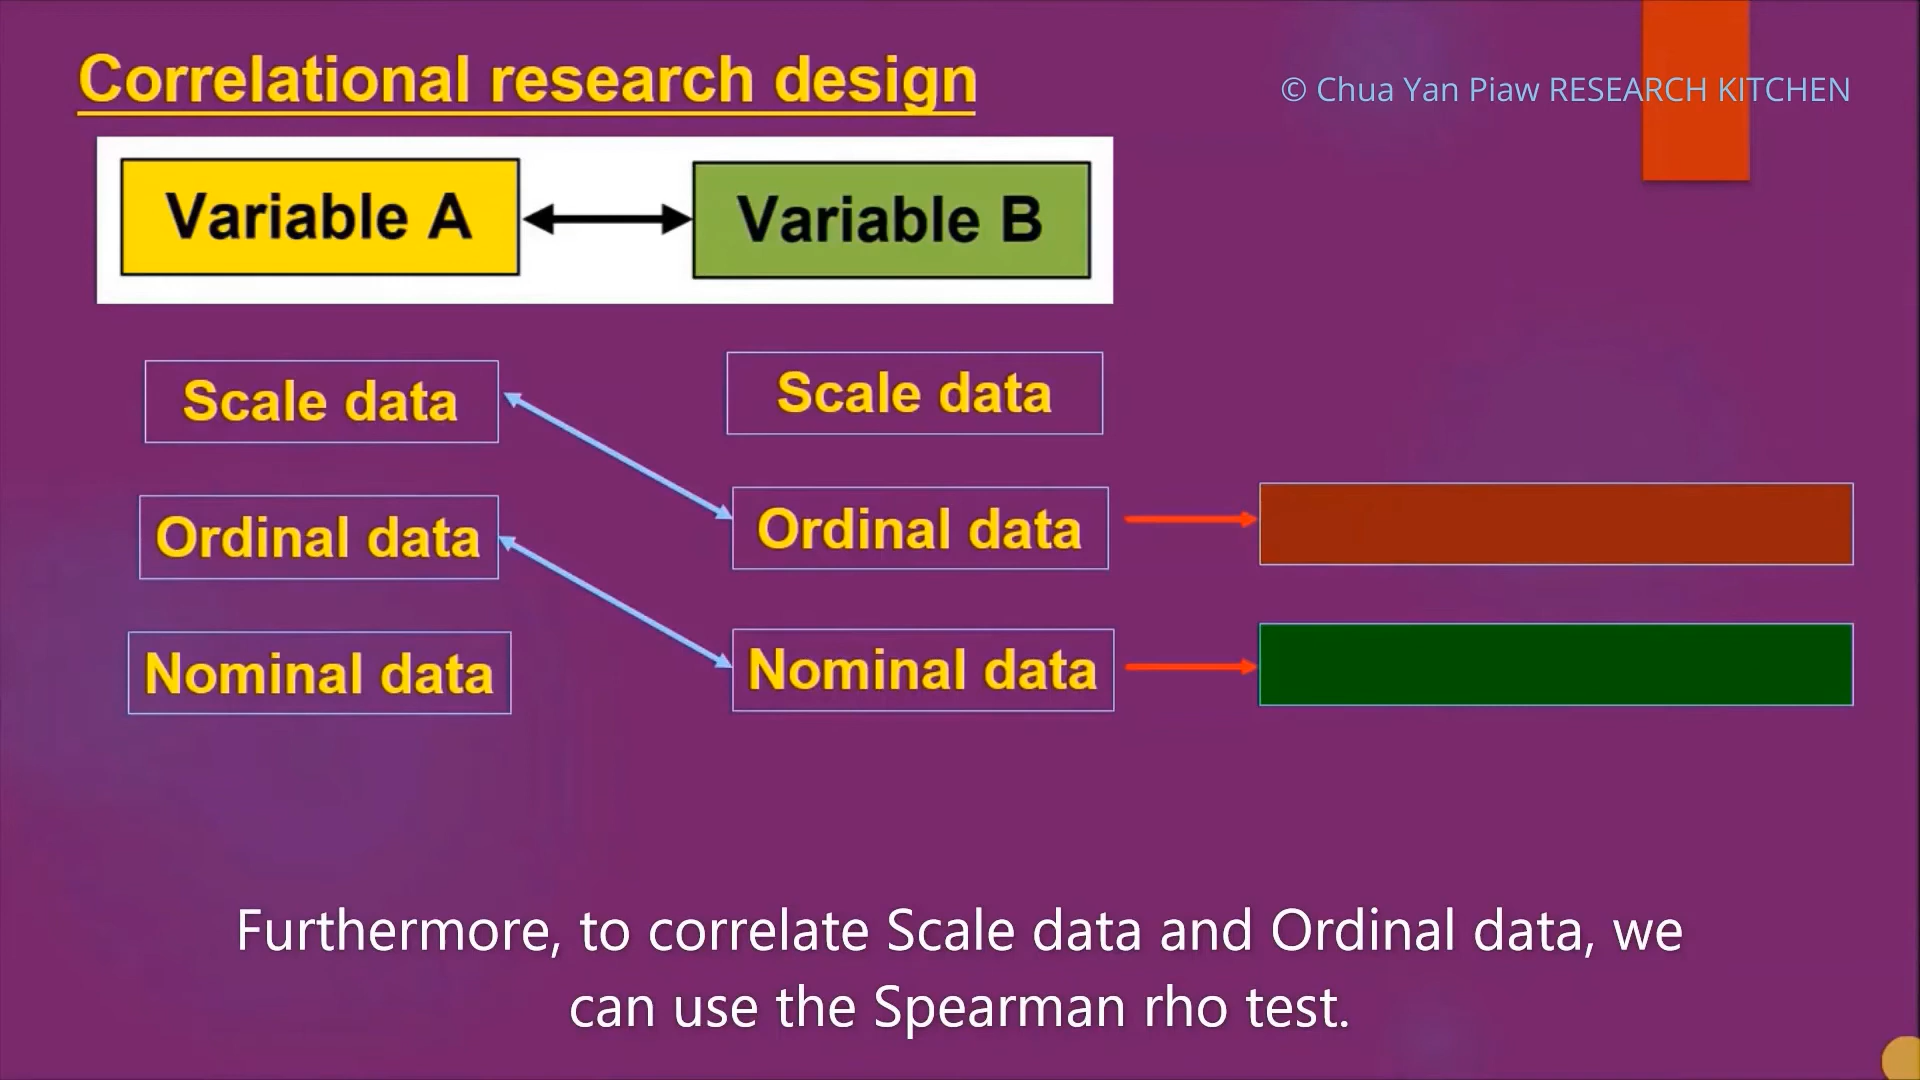 Correlational research design
© Chua Yan Piaw RESEARCH KITCHEN
Variable A
Variable B
Scale data
Scale data
Ordinal data
Ordinal data
Nominal data
Nominal data
Furthermore, to correlate Scale data and Ordinal data, we
can use the Spearman rho test.